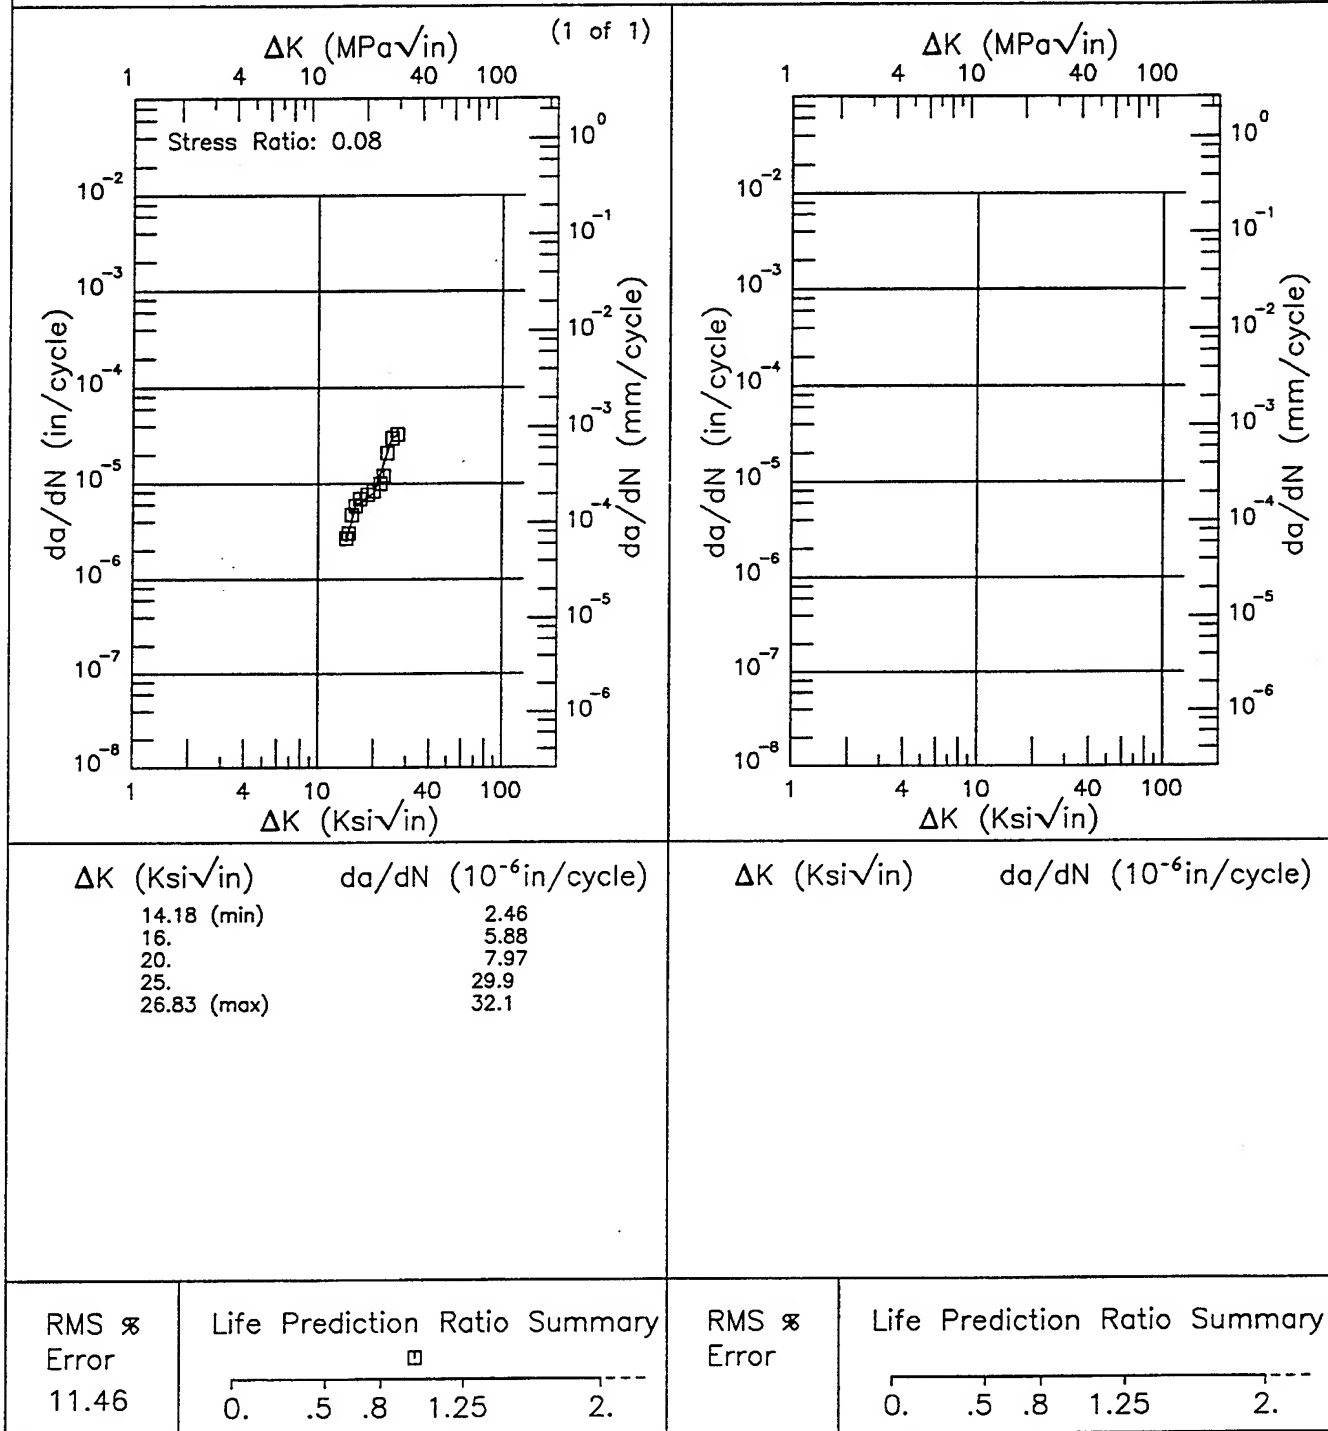 (1 of 1)
ΔK (MPa√in)
1 4 10 40 100
Stress Ratio: 0.08
da/dN (in/cycle)
10⁻²
10⁻³
10⁻⁴
10⁻⁵
10⁻⁶
10⁻⁷
10⁻⁸
da/dN (mm/cycle)
10⁰
10⁻¹
10⁻²
10⁻³
10⁻⁴
10⁻⁵
10⁻⁶
1 4 10 40 100
ΔK (Ksi√in)
ΔK (Ksi√in) da/dN (10⁻⁶in/cycle)
14.18 (min) 2.46
16. 5.88
20. 7.97
25. 29.9
26.83 (max) 32.1
RMS % Error
11.46
Life Prediction Ratio Summary
0. .5 .8 1.25 2.
ΔK (MPa√in)
1 4 10 40 100
da/dN (in/cycle)
10⁻²
10⁻³
10⁻⁴
10⁻⁵
10⁻⁶
10⁻⁷
10⁻⁸
da/dN (mm/cycle)
10⁰
10⁻¹
10⁻²
10⁻³
10⁻⁴
10⁻⁵
10⁻⁶
1 4 10 40 100
ΔK (Ksi√in)
ΔK (Ksi√in) da/dN (10⁻⁶in/cycle)
RMS %
Error
Life Prediction Ratio Summary
0. .5 .8 1.25 2.